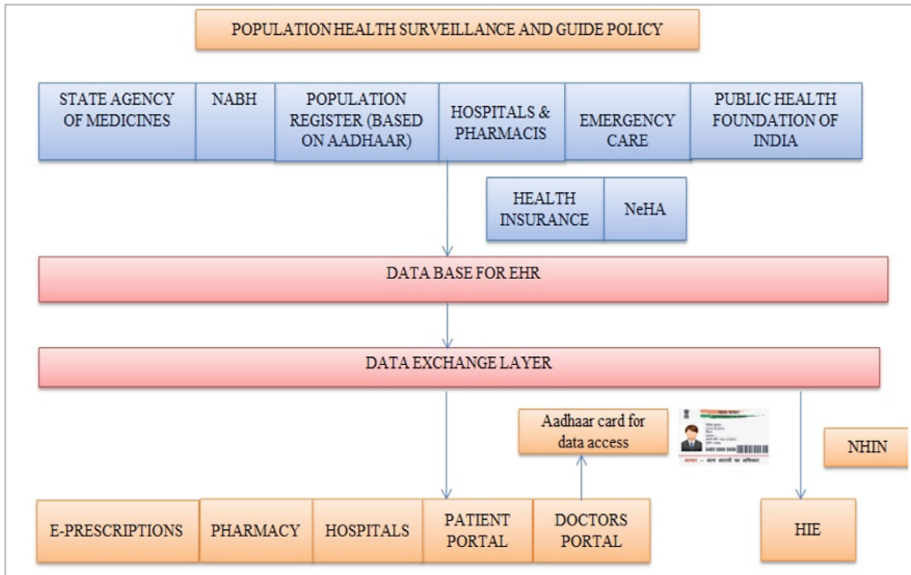 POPULATION HEALTH SURVEILLANCE AND GUIDE POLICY
STATE AGENCY
OF MEDICINES
NABH
POPULATION
REGISTER (BASED
ON AADHAAR)
HOSPITALS &
PHARMACIS
EMERGENCY
CARE
PUBLIC HEALTH
FOUNDATION OF
INDIA
HEALTH
INSURANCE
NeHA
DATA BASE FOR EHR
DATA EXCHANGE LAYER
Aadhaar card for
data access
NHIN
E-PRESCRIPTIONS
PHARMACY
HOSPITALS
PATIENT
PORTAL
DOCTORS
PORTAL
HIE